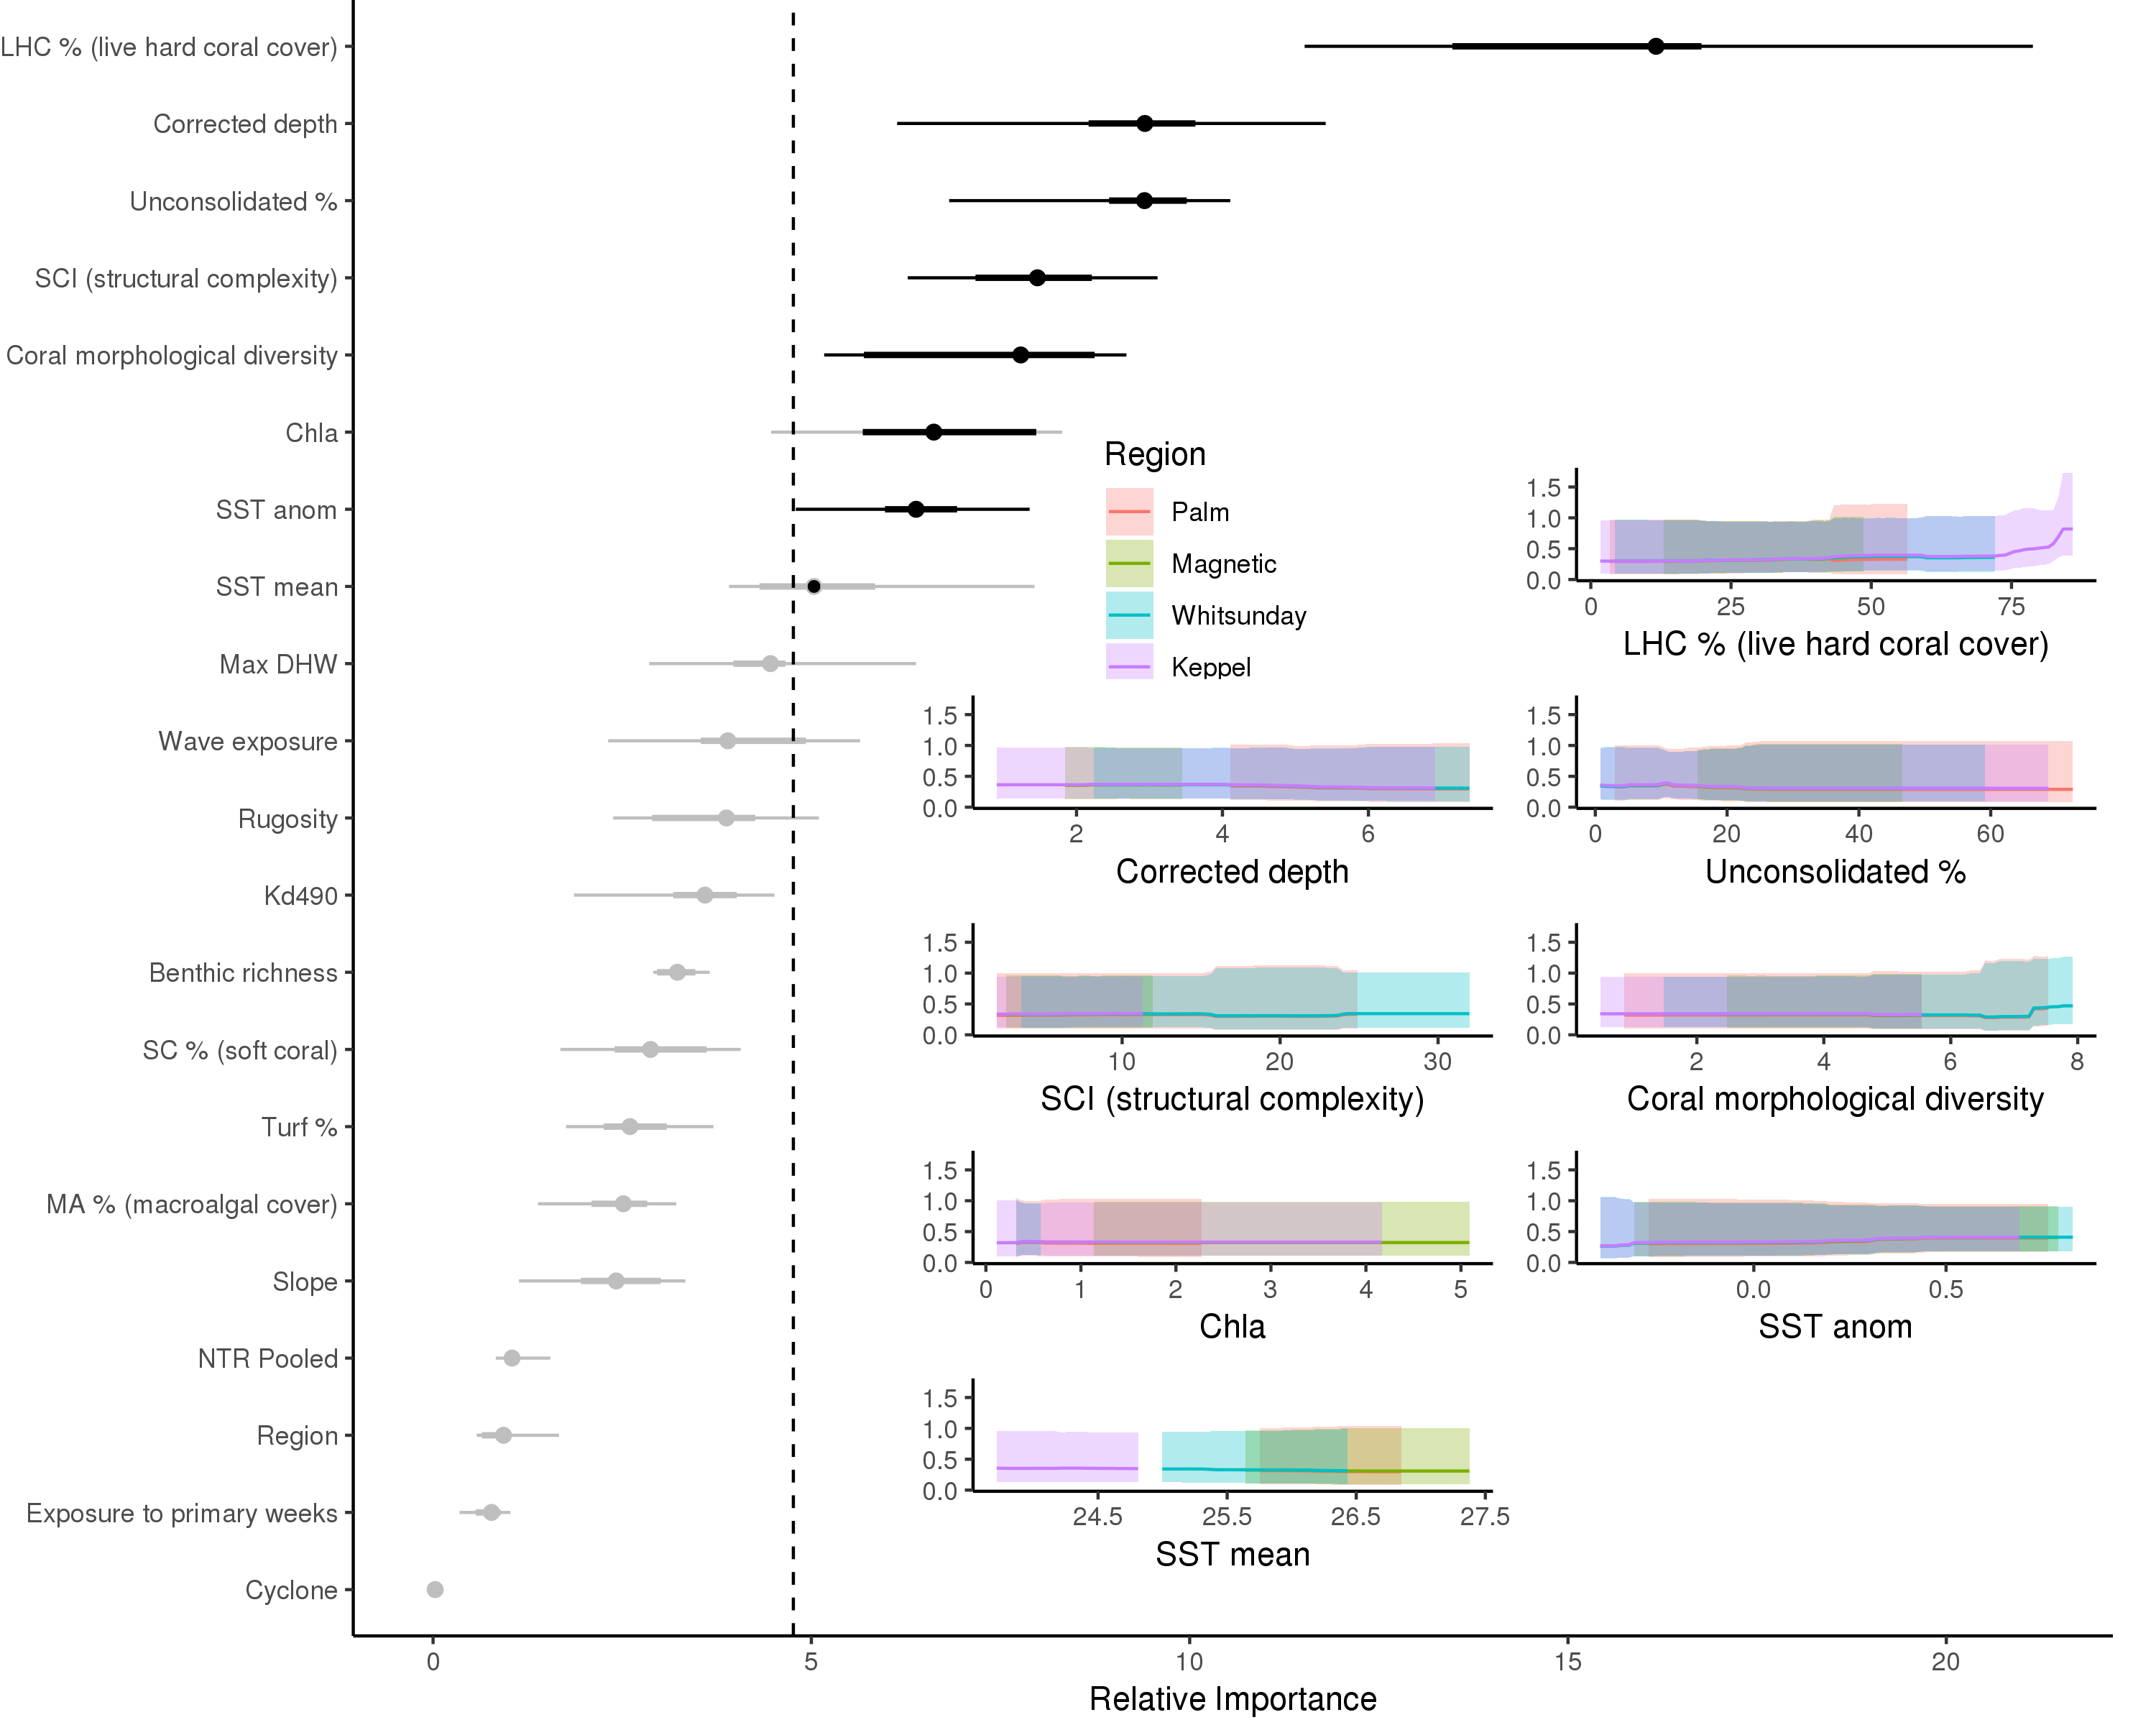 LHC % (live hard coral cover)
Corrected depth
Unconsolidated %
SCI (structural complexity)
Coral morphological diversity
Chla
SST anom
SST mean
Max DHW
Wave exposure
Rugosity
Kd490
Benthic richness
SC % (soft coral)
Turf %
MA % (macroalgal cover)
Slope
NTR Pooled
Region
Exposure to primary weeks
Cyclone
0 5 10 15 20
Relative Importance
Region
Palm
Magnetic
Whitsunday
Keppel
1.5
1.0
0.5
0.0
0 25 50 75
LHC % (live hard coral cover)
1.5
1.0
0.5
0.0
2 4 6
Corrected depth
1.5
1.0
0.5
0.0
0 20 40 60
Unconsolidated %
1.5
1.0
0.5
0.0
10 20 30
SCI (structural complexity)
1.5
1.0
0.5
0.0
2 4 6 8
Coral morphological diversity
1.5
1.0
0.5
0.0
0 1 2 3 4 5
Chla
1.5
1.0
0.5
0.0
0.0 0.5
SST anom
1.5
1.0
0.5
0.0
24.5 25.5 26.5 27.5
SST mean